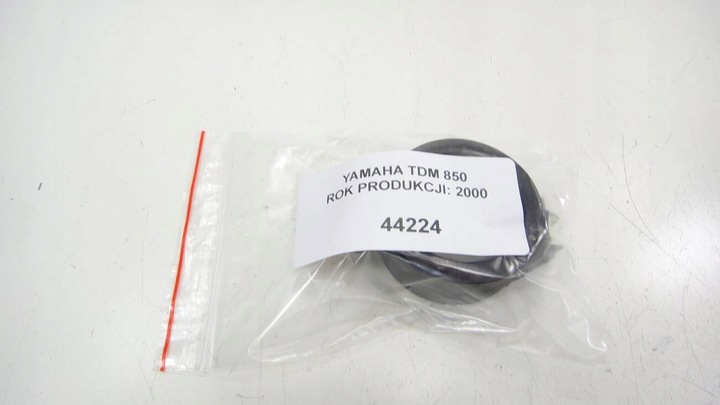 YAMAHA TDM 850
ROK PRODUKCJI: 2000
44224